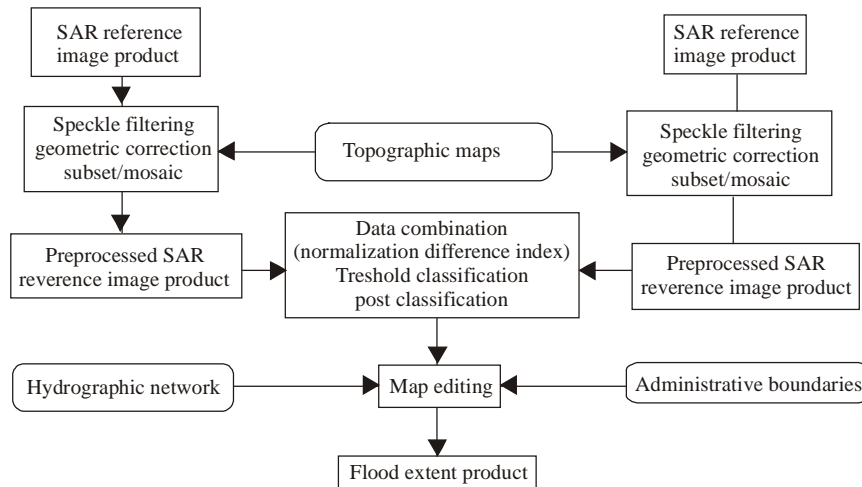 SAR reference
image product
SAR reference
image product
Speckle filtering
geometric correction
subset/mosaic
Topographic maps
Speckle filtering
geometric correction
subset/mosaic
Preprocessed SAR
reverence image product
Data combination
(normalization difference index)
Treshold classification
post classification
Preprocessed SAR
reverence image product
Hydrographic network
Map editing
Administrative boundaries
Flood extent product